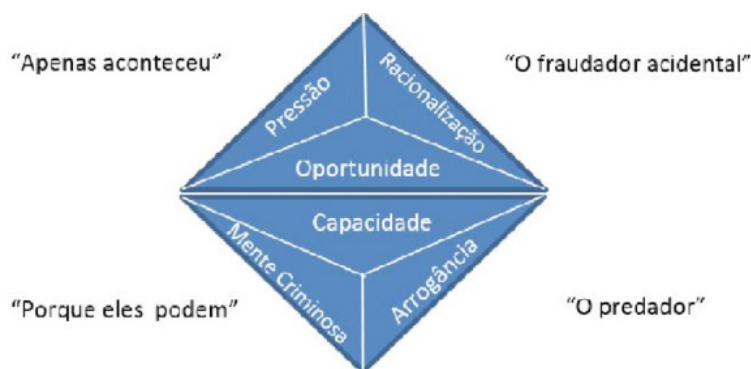 “Apenas aconteceu”
“O fraudador acidental”
Pressão
Racionalização
Oportunidade
Capacidade
Mente Criminosa
Arrogância
“Porque eles podem”
“O predador”